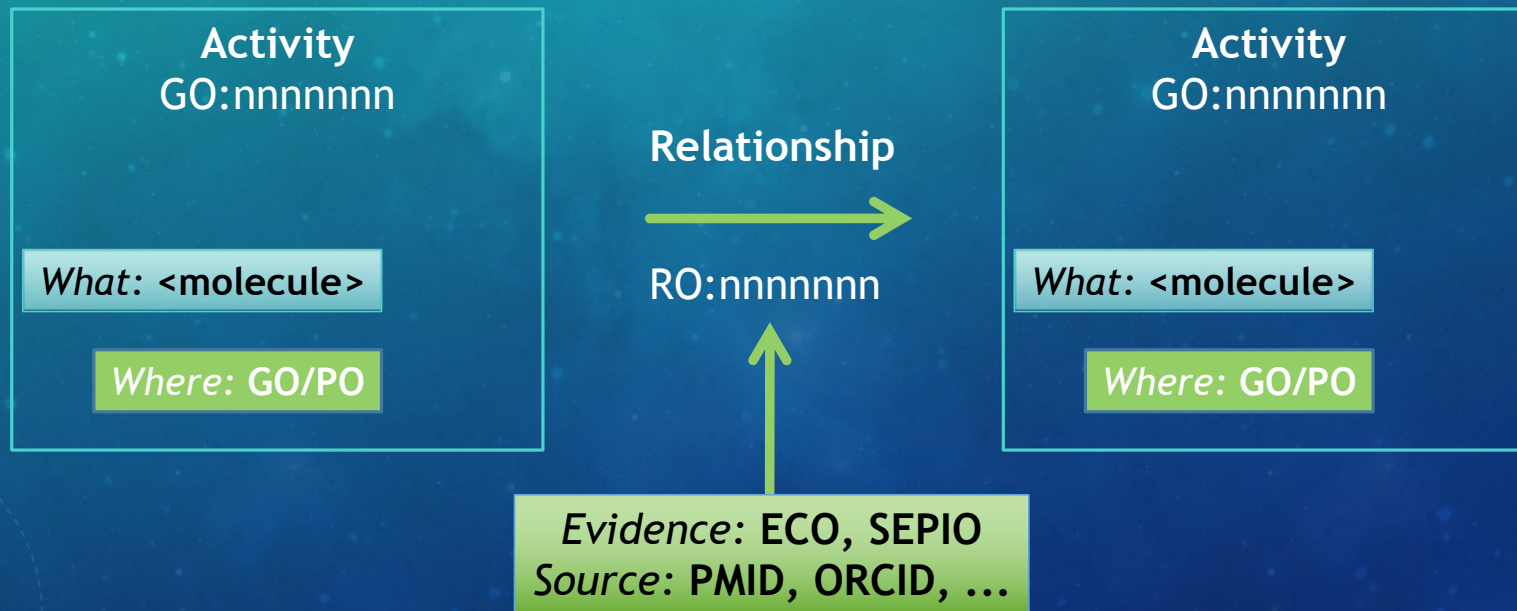 Activity
GO:nnnnnnn
What: <molecule>
Where: GO/PO
Relationship
RO:nnnnnnn
Activity
GO:nnnnnnn
What: <molecule>
Where: GO/PO
Evidence: ECO, SEPIO
Source: PMID, ORCID, ...